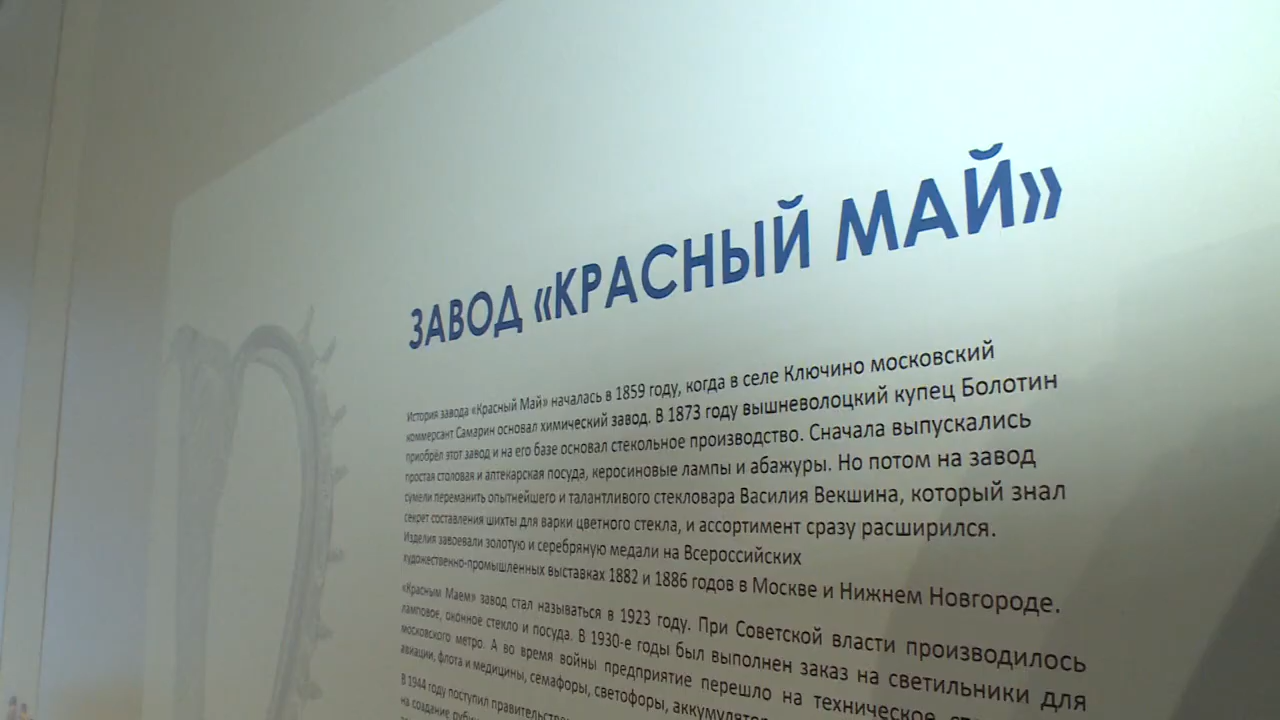 ЗАВОД «КРАСНЫЙ МАЙ»
История завода «Красный Май» началась в 1859 году, когда в селе Ключино московский
коммерсант Самарин основал химический завод. В 1873 году вышневолоцкий купец Болотин
приобрёл этот завод и на его базе основал стекольное производство. Сначала выпускались
простая столовая и аптекарская посуда, керосиновые лампы и абажуры. Но потом на завод
сумели переманить опытнейшего и талантливого стекловара Василия Векшина, который знал
секрет составления шихты для варки цветного стекла, и ассортимент сразу расширился.
Изделия завоевали золотую и серебряную медали на Всероссийских
художественно-промышленных выставках 1882 и 1886 годов в Москве и Нижнем Новгороде.
«Красным Маем» завод стал называться в 1923 году. При Советской власти производилось
ламповое, оконное стекло и посуда. В 1930-е годы был выполнен заказ на светильники для
московского метро. А во время войны предприятие перешло на техническое
авиации, флота и медицины, семафоры, светофоры,
В 1944 году поступил
на создание